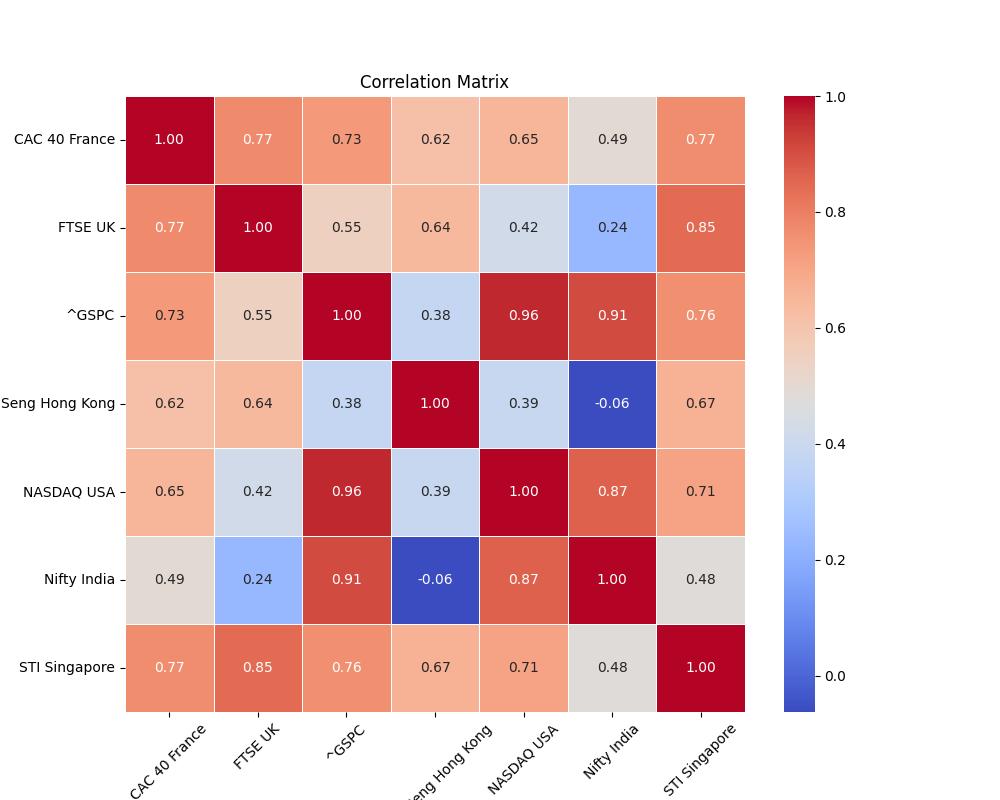 Correlation Matrix
CAC 40 France 1.00 0.77 0.73 0.62 0.65 0.49 0.77
FTSE UK 0.77 1.00 0.55 0.64 0.42 0.24 0.85
^GSPC 0.73 0.55 1.00 0.38 0.96 0.91 0.76
Seng Hong Kong 0.62 0.64 0.38 1.00 0.39 -0.06 0.67
NASDAQ USA 0.65 0.42 0.96 0.39 1.00 0.87 0.71
Nifty India 0.49 0.24 0.91 -0.06 0.87 1.00 0.48
STI Singapore 0.77 0.85 0.76 0.67 0.71 0.48 1.00
CAC 40 France FTSE UK ^GSPC eng Hong Kong NASDAQ USA Nifty India STI Singapore
1.0
0.8
0.6
0.4
0.2
0.0